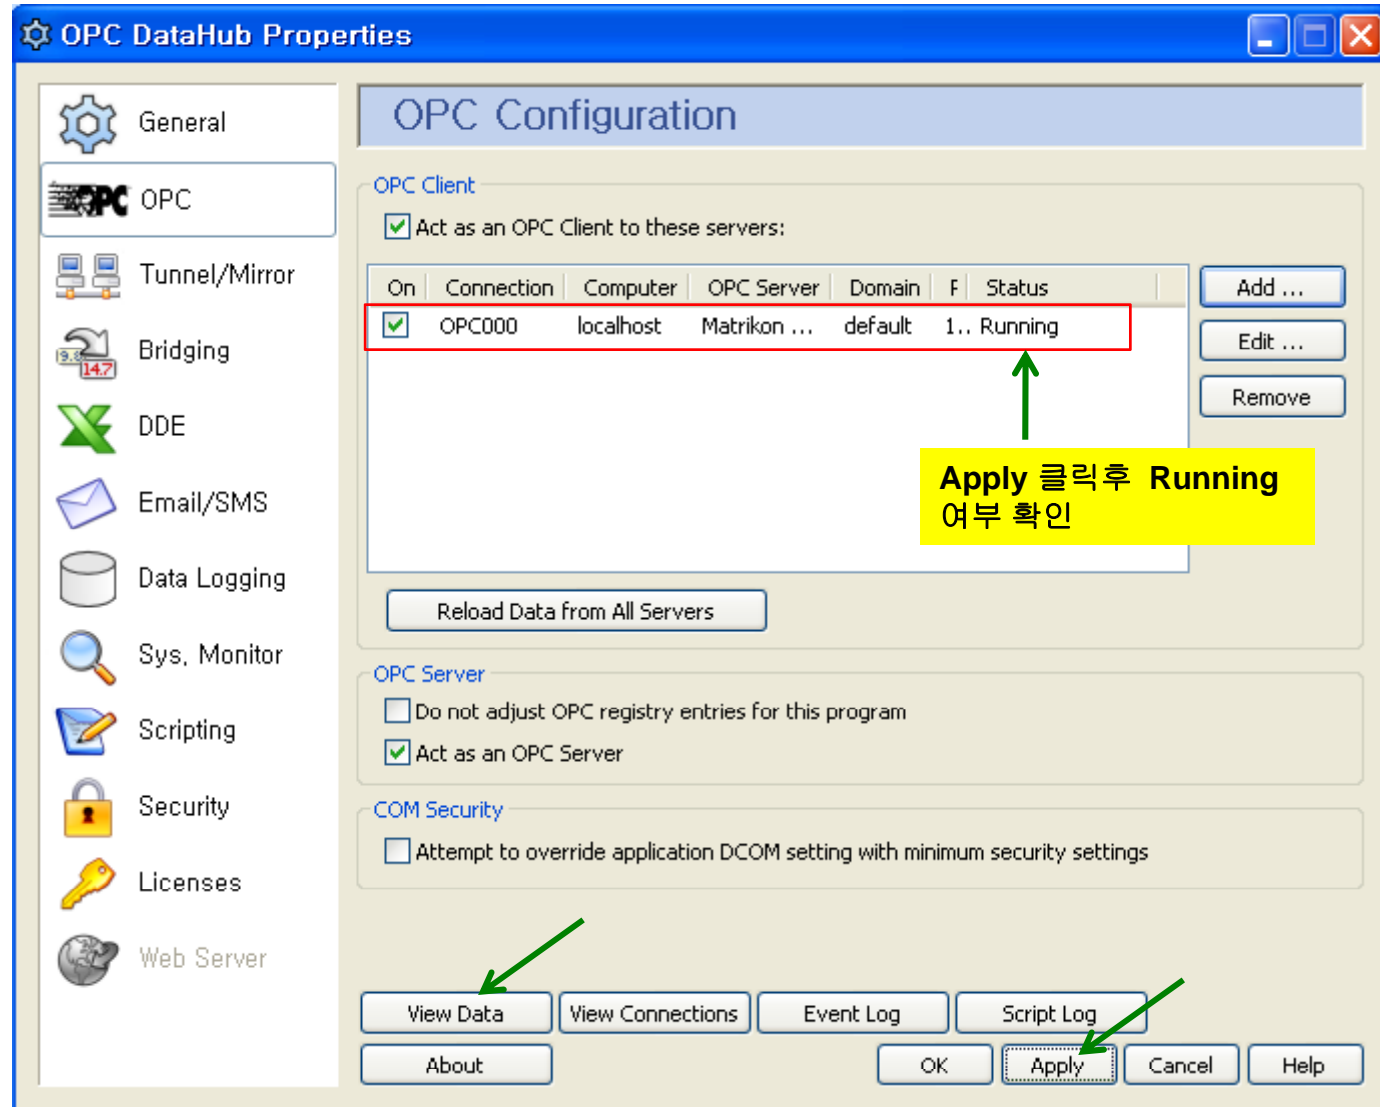 OPC DataHub Properties
General
OPC
OPC
Tunnel/Mirror
9.8
14.7
Bridging
DDE
Email/SMS
Data Logging
Sys, Monitor
Scripting
Security
Licenses
Web Server
OPC Configuration
OPC Client
Act as an OPC Client to these servers:
On Connection Computer OPC Server Domain F Status
OPC000 localhost Matrikon ... default 1.. Running
Add ...
Edit ...
Remove
Apply 클릭후 Running
여부 확인
Reload Data from All Servers
OPC Server
Do not adjust OPC registry entries for this program
Act as an OPC Server
COM Security
Attempt to override application DCOM setting with minimum security settings
View Data View Connections Event Log Script Log
About OK Apply Cancel Help